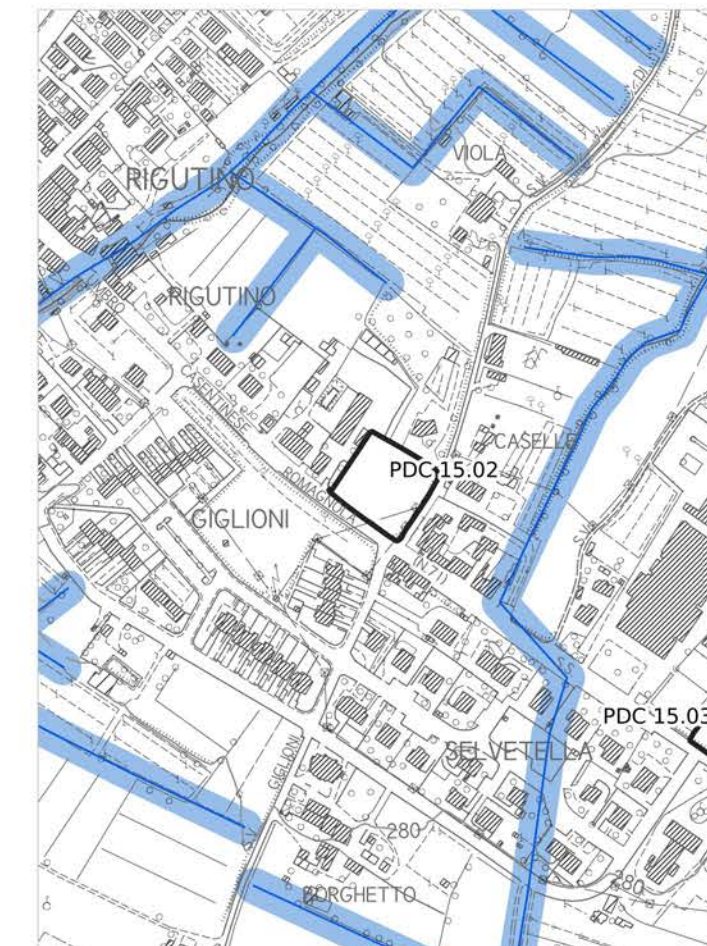 VIOLA
RIGUTINO
RIGUTINO
CASENTINESE
CASELLE
PDC 15.02
ROMAGNOLA
GIGLIONI
PDC 15.03
SELVETELLA
GIGLIONI
280
280
BORGHETTO